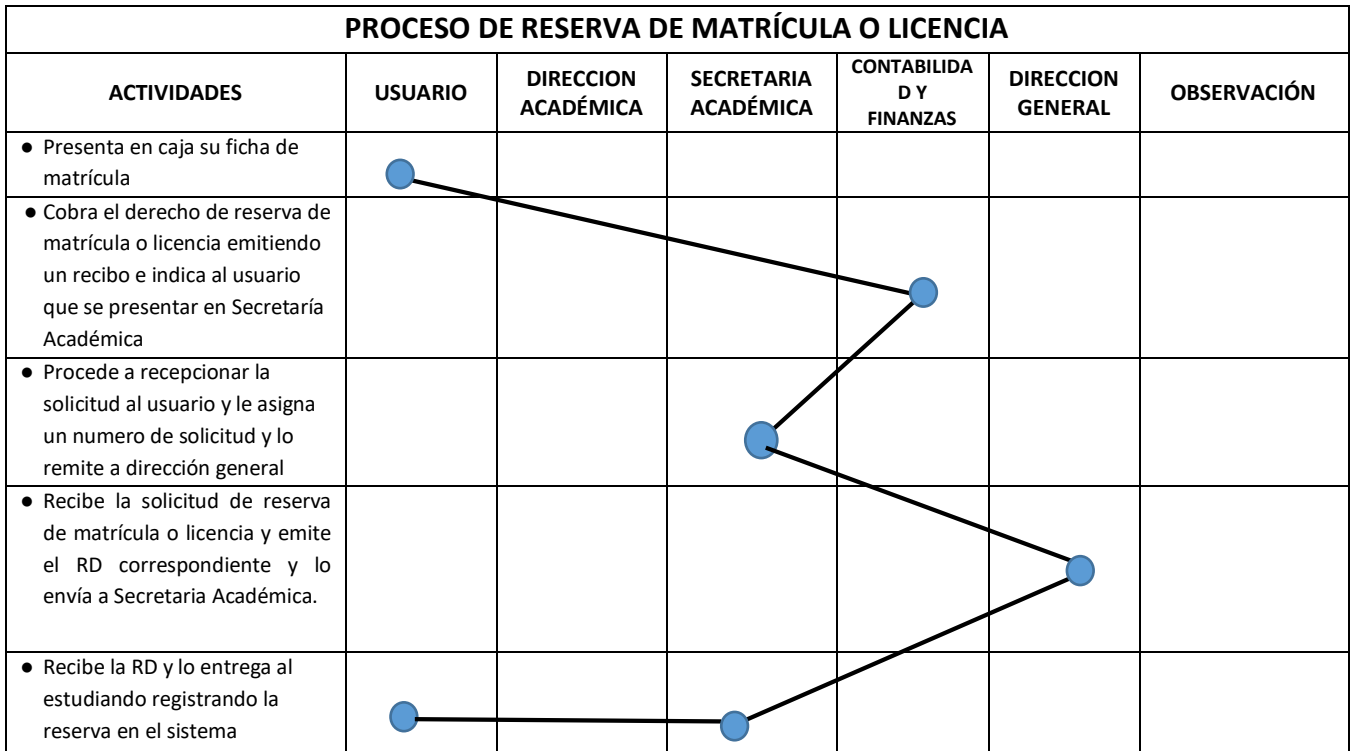 PROCESO DE RESERVA DE MATRÍCULA O LICENCIA
ACTIVIDADES
USUARIO
DIRECCION
ACADÉMICA
SECRETARIA
ACADÉMICA
CONTABILIDA
D Y
FINANZAS
DIRECCION
GENERAL
OBSERVACIÓN
● Presenta en caja su ficha de
matrícula
● Cobra el derecho de reserva de
matrícula o licencia emitiendo
un recibo e indica al usuario
que se presentar en Secretaría
Académica
● Procede a recepcionar la
solicitud al usuario y le asigna
un numero de solicitud y lo
remite a dirección general
● Recibe la solicitud de reserva
de matrícula o licencia y emite
el RD correspondiente y lo
envía a Secretaria Académica.
● Recibe la RD y lo entrega al
estudiando registrando la
reserva en el sistema